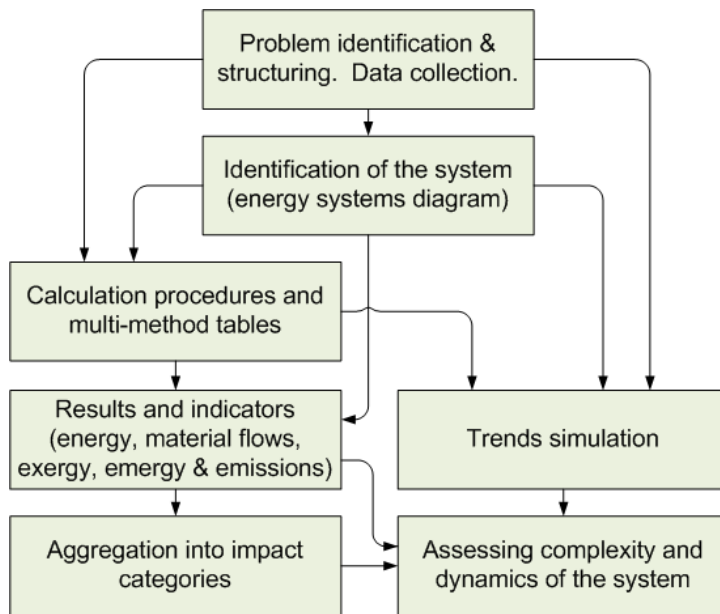 Problem identification &
structuring. Data collection.
Identification of the system
(energy systems diagram)
Calculation procedures and
multi-method tables
Results and indicators
(energy, material flows,
exergy, emergy & emissions)
Trends simulation
Aggregation into impact
categories
Assessing complexity and
dynamics of the system